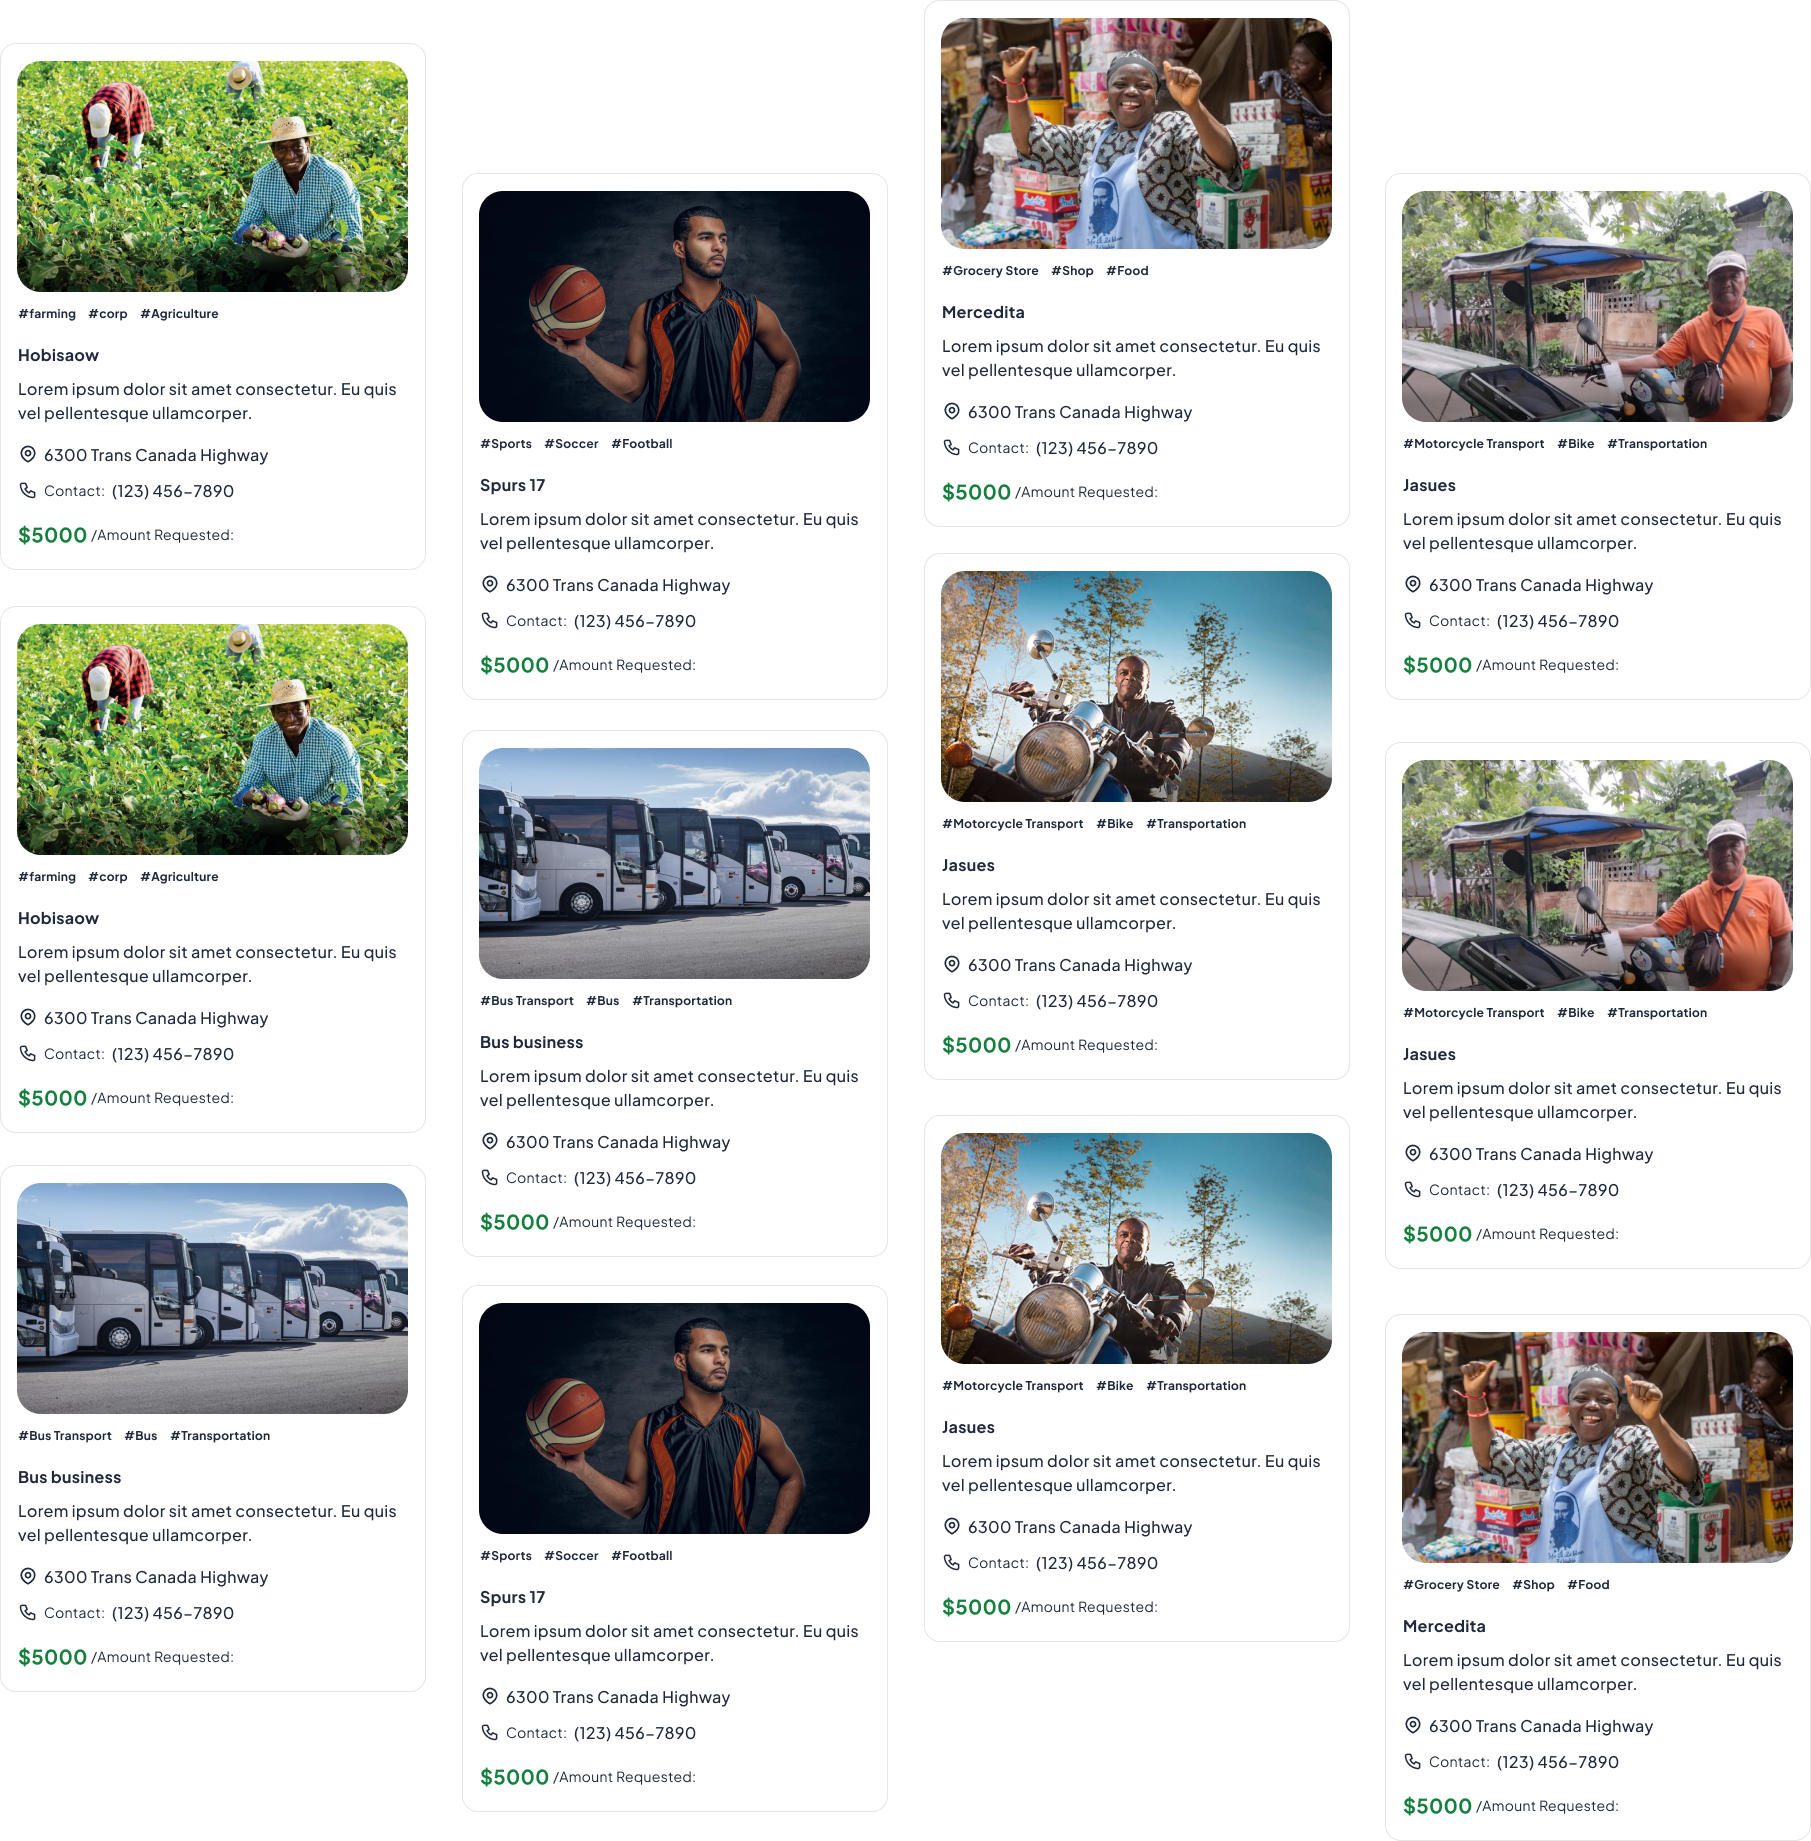 #farming #corp #Agriculture
Hobisaow
Lorem ipsum dolor sit amet consectetur. Eu quis
vel pellentesque ullamcorper.
6300 Trans Canada Highway
Contact: (123) 456-7890
$5000 /Amount Requested:
#farming #corp #Agriculture
Hobisaow
Lorem ipsum dolor sit amet consectetur. Eu quis
vel pellentesque ullamcorper.
6300 Trans Canada Highway
Contact: (123) 456-7890
$5000 /Amount Requested:
#Bus Transport #Bus #Transportation
Bus business
Lorem ipsum dolor sit amet consectetur. Eu quis
vel pellentesque ullamcorper.
6300 Trans Canada Highway
Contact: (123) 456-7890
$5000 /Amount Requested:
#Sports #Soccer #Football
Spurs 17
Lorem ipsum dolor sit amet consectetur. Eu quis
vel pellentesque ullamcorper.
6300 Trans Canada Highway
Contact: (123) 456-7890
$5000 /Amount Requested:
#Bus Transport #Bus #Transportation
Bus business
Lorem ipsum dolor sit amet consectetur. Eu quis
vel pellentesque ullamcorper.
6300 Trans Canada Highway
Contact: (123) 456-7890
$5000 /Amount Requested:
#Sports #Soccer #Football
Spurs 17
Lorem ipsum dolor sit amet consectetur. Eu quis
vel pellentesque ullamcorper.
6300 Trans Canada Highway
Contact: (123) 456-7890
$5000 /Amount Requested:
Gino
#Grocery Store #Shop #Food
Mercedita
Lorem ipsum dolor sit amet consectetur. Eu quis
vel pellentesque ullamcorper.
6300 Trans Canada Highway
Contact: (123) 456-7890
$5000 /Amount Requested:
#Motorcycle Transport #Bike #Transportation
Jasues
Lorem ipsum dolor sit amet consectetur. Eu quis
vel pellentesque ullamcorper.
6300 Trans Canada Highway
Contact: (123) 456-7890
$5000 /Amount Requested:
#Motorcycle Transport #Bike #Transportation
Jasues
Lorem ipsum dolor sit amet consectetur. Eu quis
vel pellentesque ullamcorper.
6300 Trans Canada Highway
Contact: (123) 456-7890
$5000 /Amount Requested:
#Motorcycle Transport #Bike #Transportation
Jasues
Lorem ipsum dolor sit amet consectetur. Eu quis
vel pellentesque ullamcorper.
6300 Trans Canada Highway
Contact: (123) 456-7890
$5000 /Amount Requested:
#Motorcycle Transport #Bike #Transportation
Jasues
Lorem ipsum dolor sit amet consectetur. Eu quis
vel pellentesque ullamcorper.
6300 Trans Canada Highway
Contact: (123) 456-7890
$5000 /Amount Requested:
Gino
#Grocery Store #Shop #Food
Mercedita
Lorem ipsum dolor sit amet consectetur. Eu quis
vel pellentesque ullamcorper.
6300 Trans Canada Highway
Contact: (123) 456-7890
$5000 /Amount Requested: